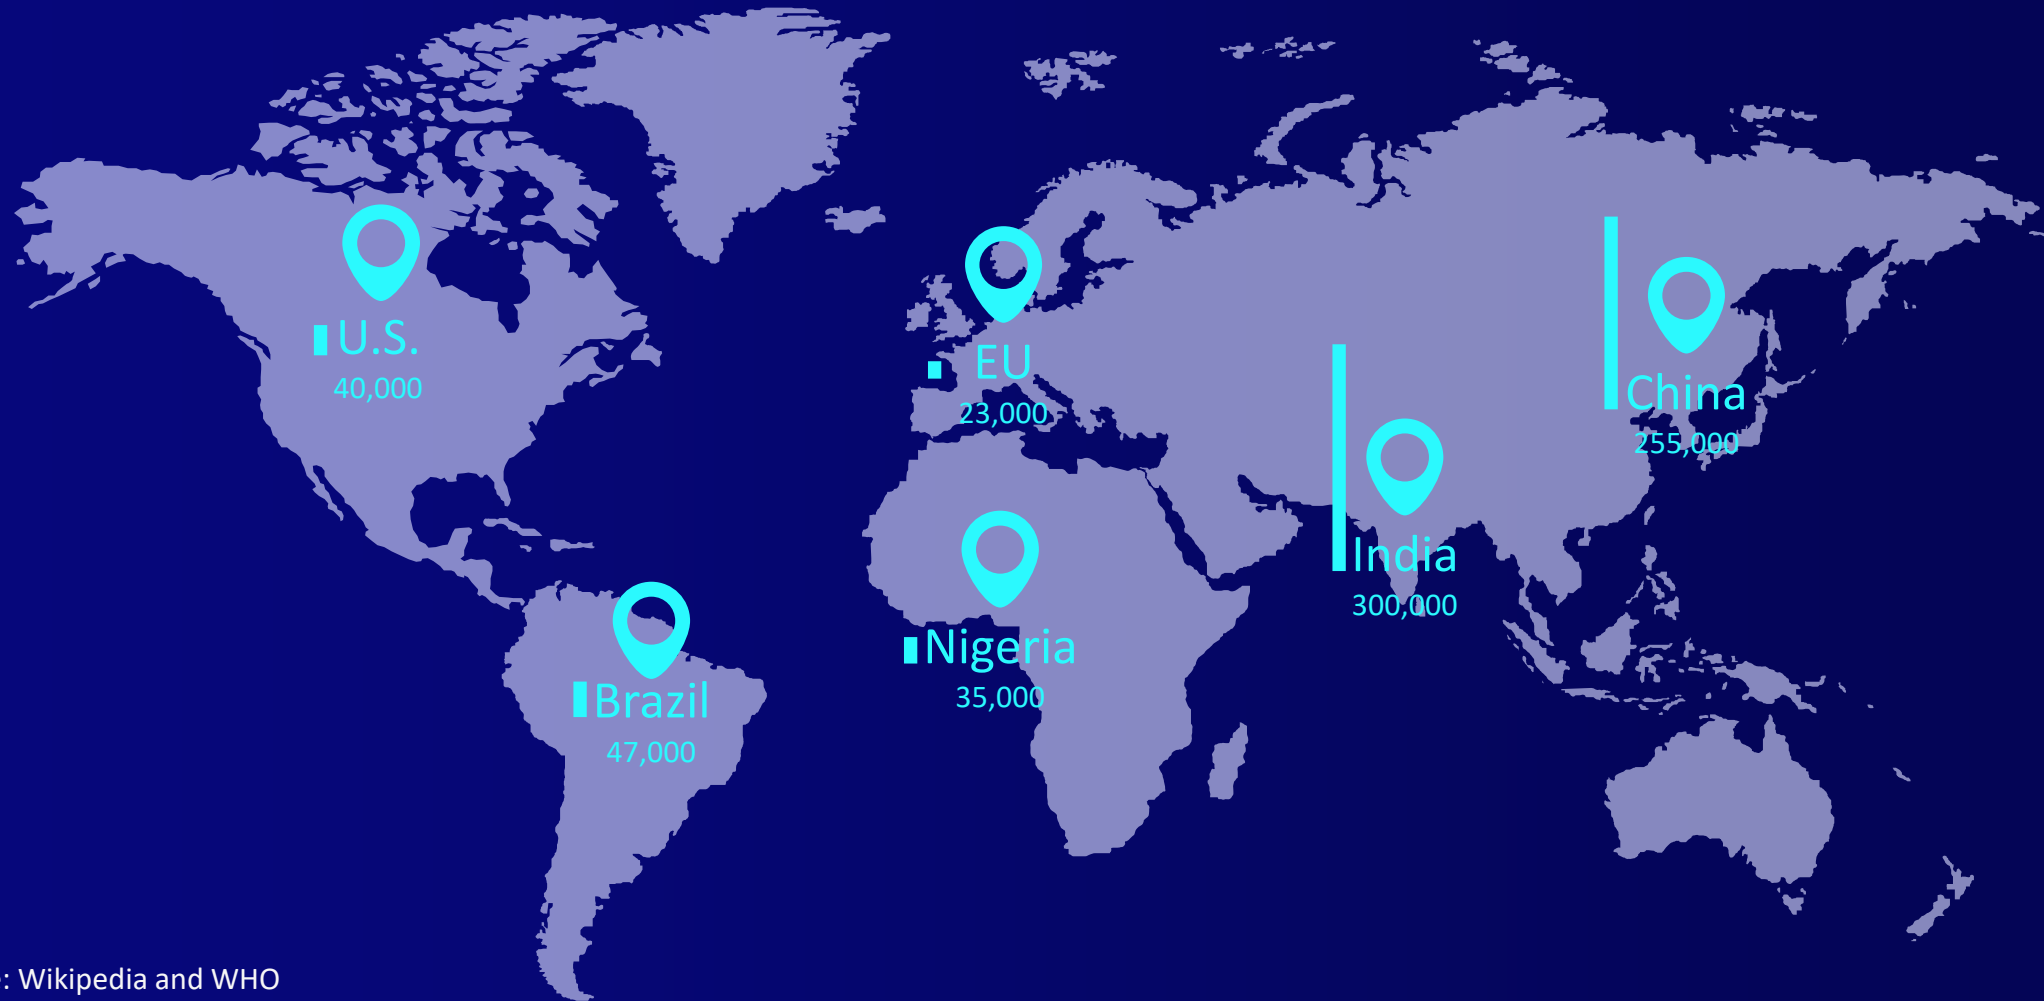 U.S.
40,000
EU
23,000
China
255,000
India
300,000
Nigeria
35,000
Brazil
47,000
: Wikipedia and WHO